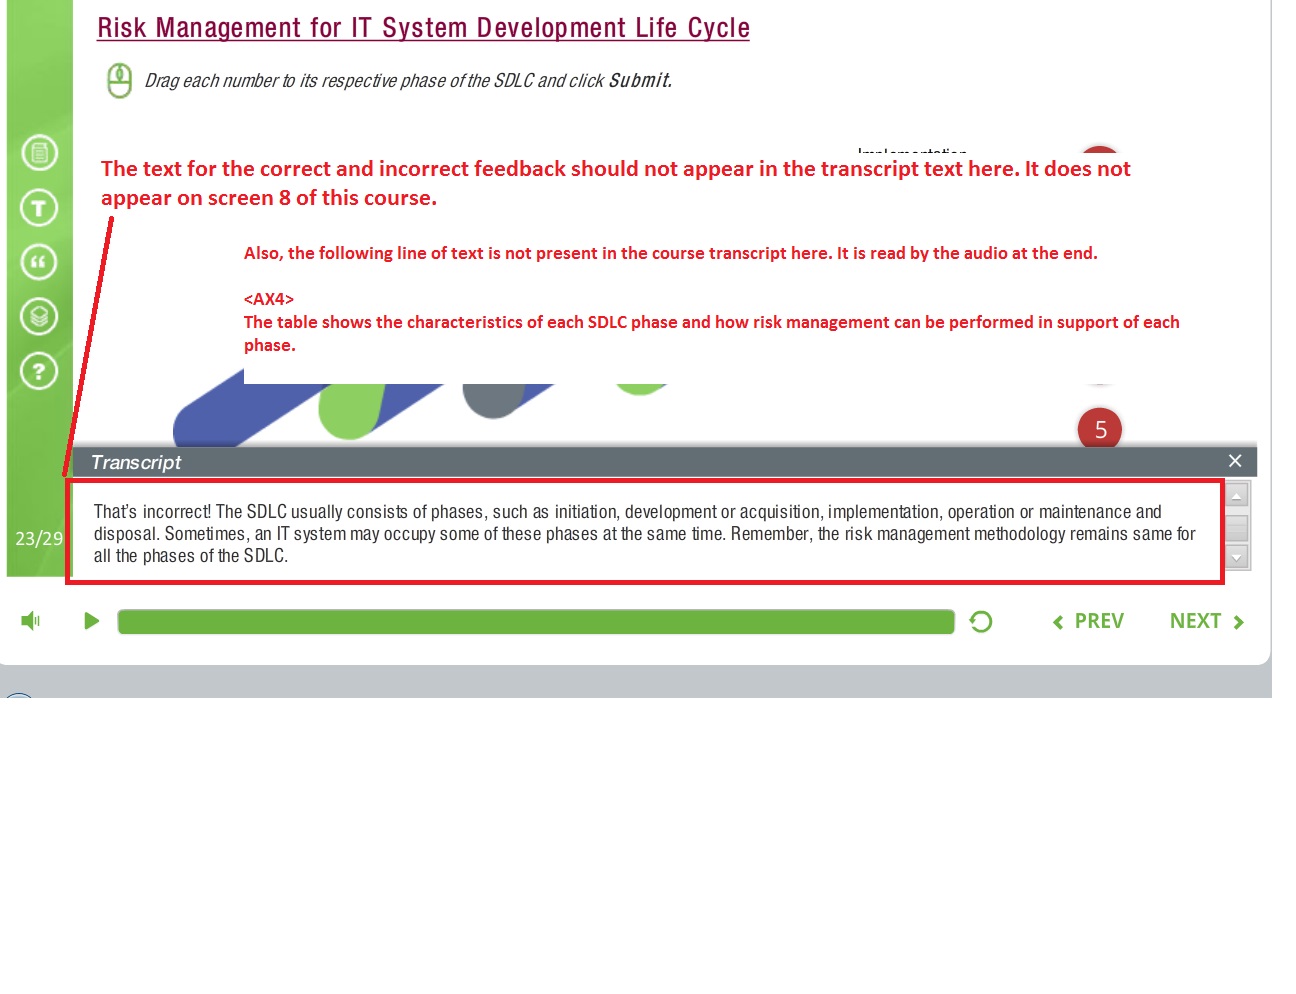 Risk Management for IT System Development Life Cycle
Drag each number to its respective phase of the SDLC and click Submit.
Implementation
The text for the correct and incorrect feedback should not appear in the transcript text here. It does not
appear on screen 8 of this course.
Also, the following line of text is not present in the course transcript here. It is read by the audio at the end.
<AX4>
The table shows the characteristics of each SDLC phase and how risk management can be performed in support of each
phase.
T
“
?
5
Transcript
That's incorrect! The SDLC usually consists of phases, such as initiation, development or acquisition, implementation, operation or maintenance and
disposal. Sometimes, an IT system may occupy some of these phases at the same time. Remember, the risk management methodology remains same for
all the phases of the SDLC.
23/29
PREV
NEXT